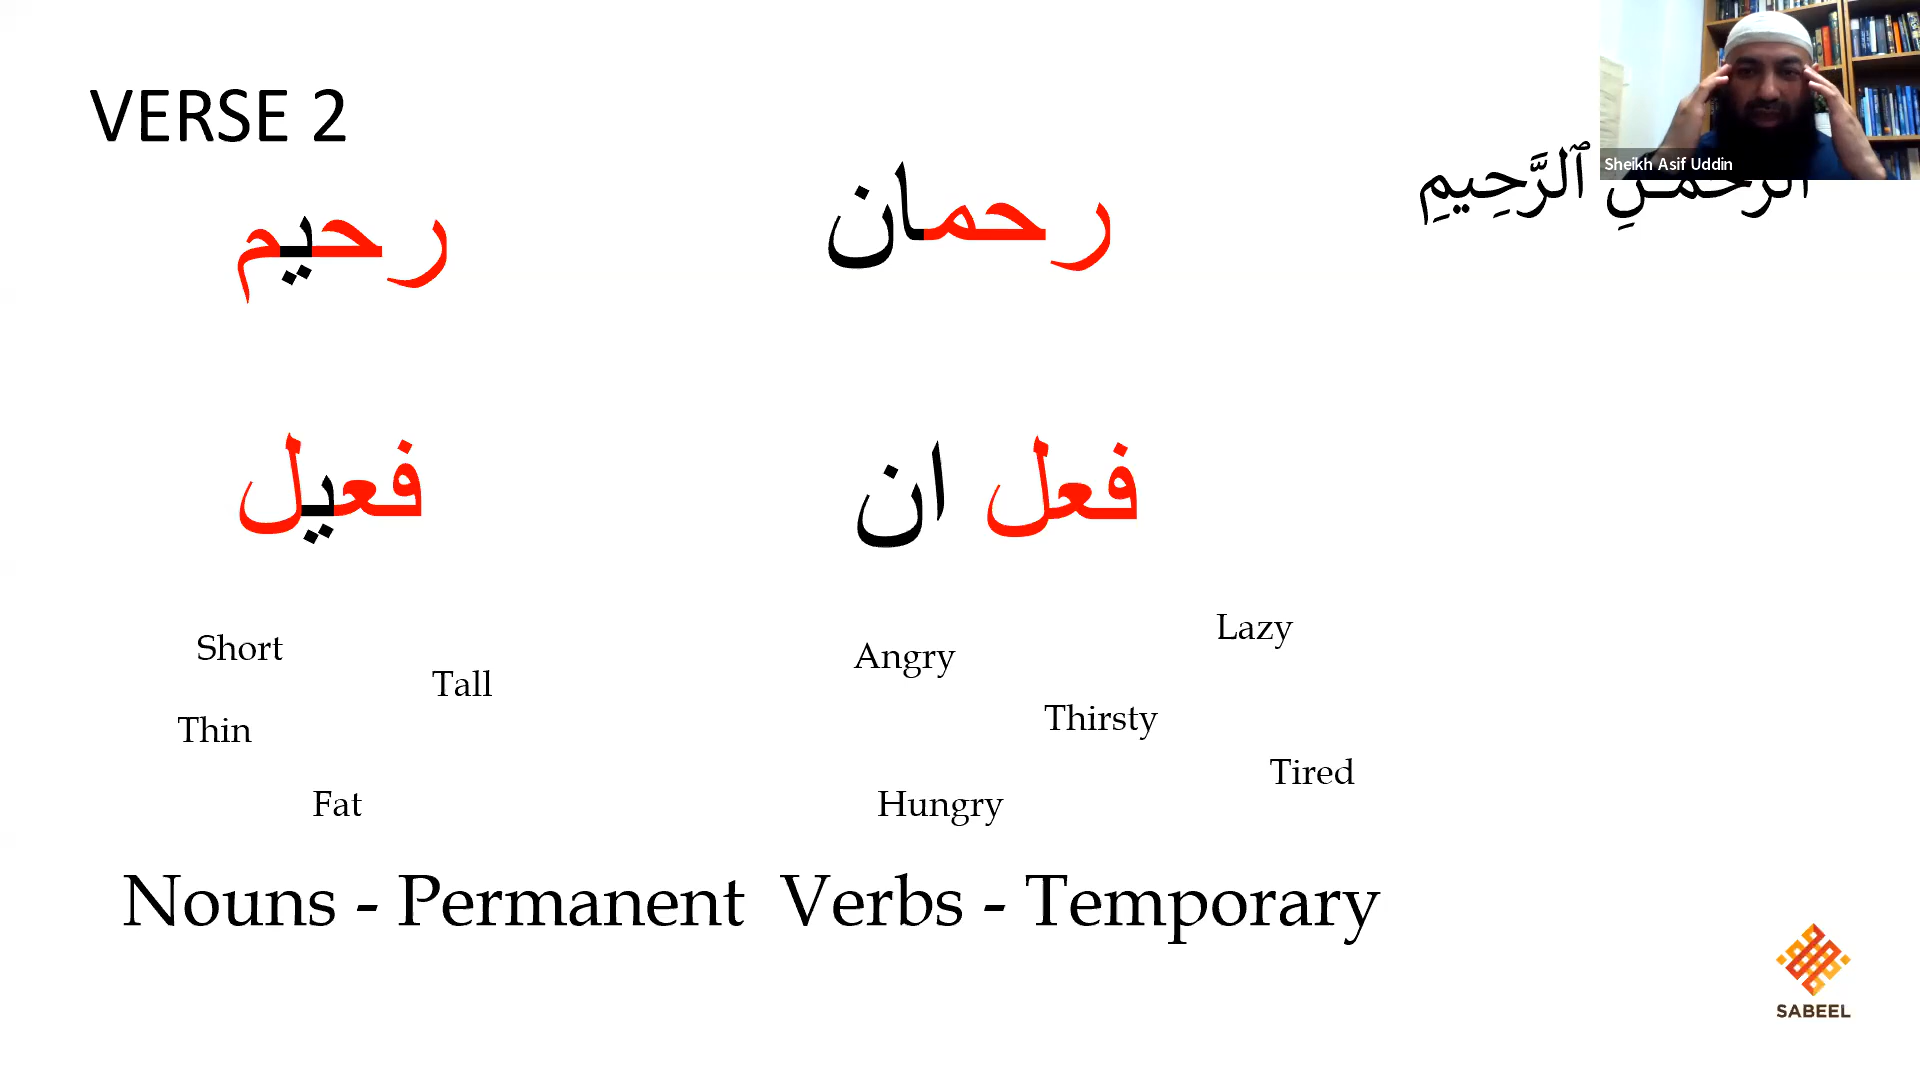 VERSE 2
Sheikh Asif Uddin
ٱلرَّحْمَـٰنِ ٱلرَّحِيمِ
رحمان
رحيم
فعل ان
فعيل
Short
Tall
Thin
Fat
Lazy
Angry
Thirsty
Tired
Hungry
Nouns - Permanent Verbs - Temporary
SABEEL